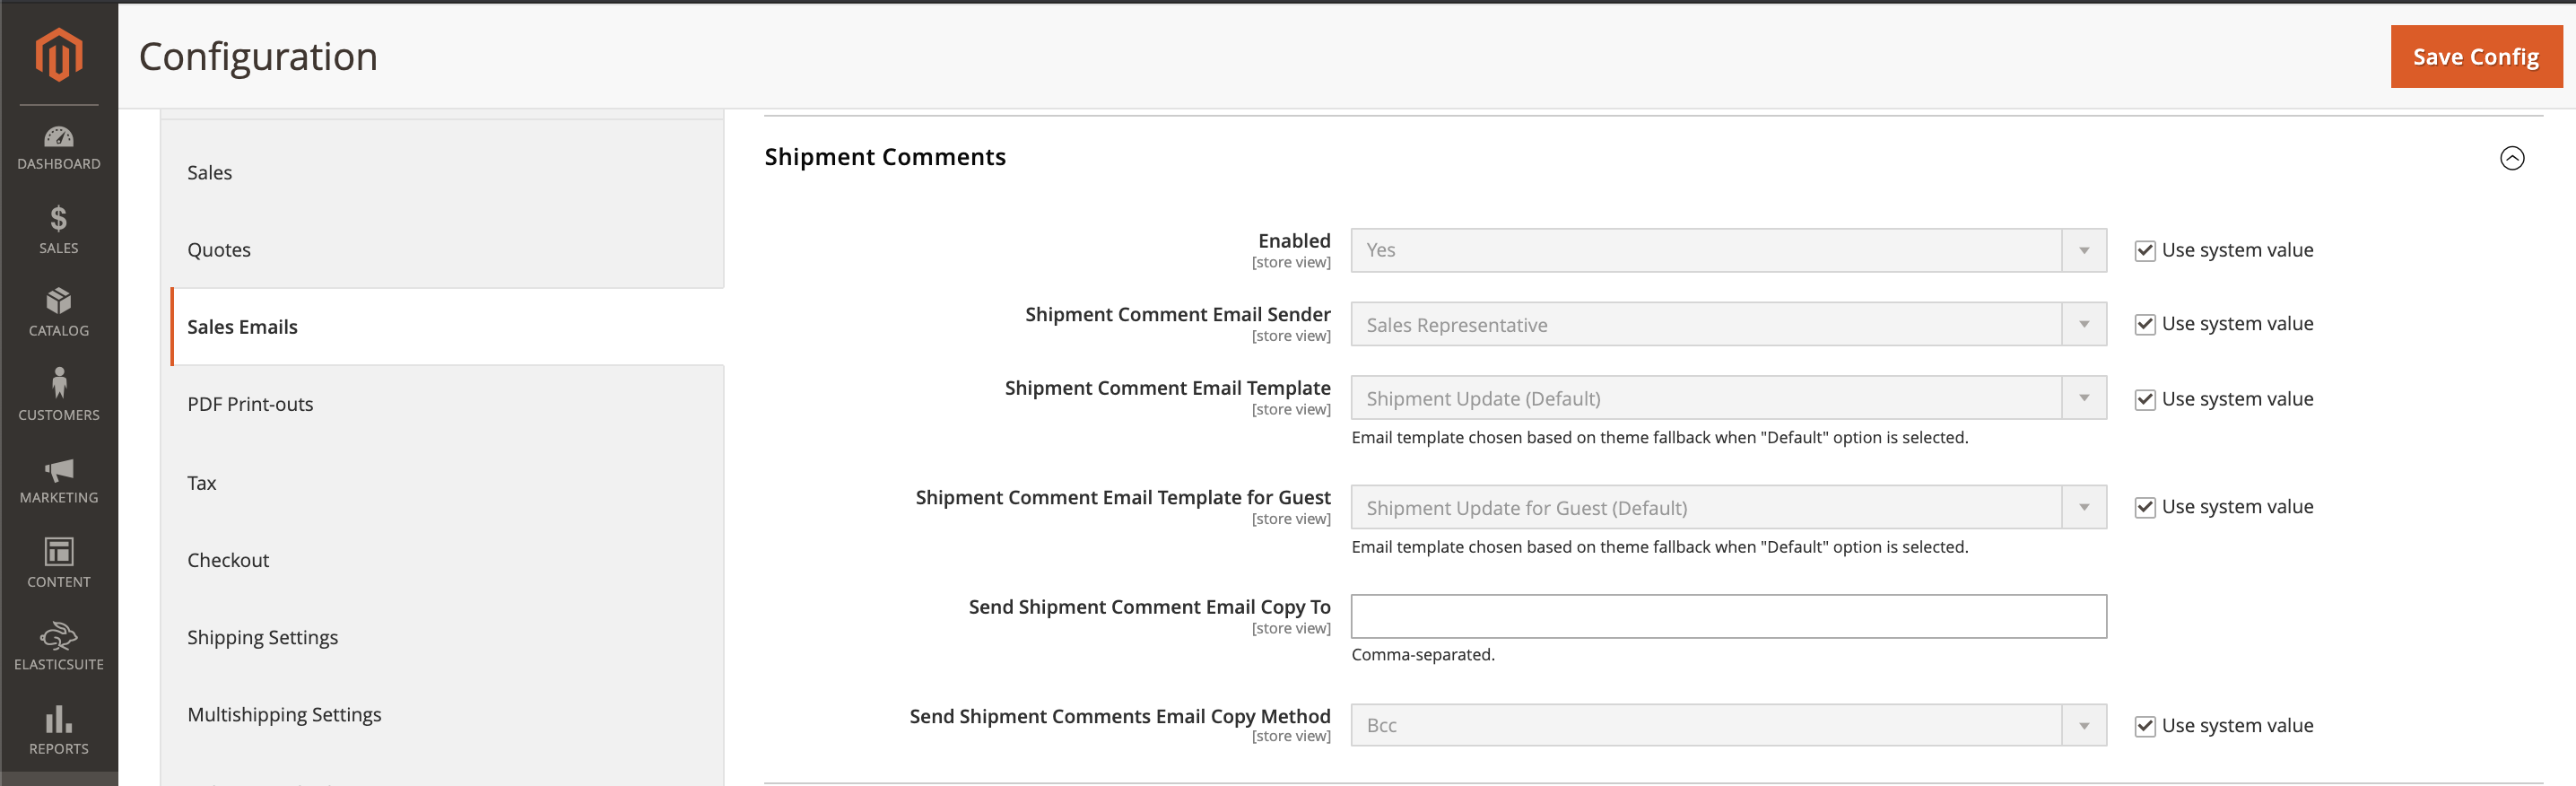 Configuration
Save Config
DASHBOARD
SALES
CATALOG
CUSTOMERS
MARKETING
CONTENT
ELASTICSUITE
REPORTS
Sales
Quotes
Sales Emails
PDF Print-outs
Tax
Checkout
Shipping Settings
Multishipping Settings
Shipment Comments
Enabled
[store view]
Yes
Use system value
Shipment Comment Email Sender
[store view]
Sales Representative
Use system value
Shipment Comment Email Template
[store view]
Shipment Update (Default)
Use system value
Email template chosen based on theme fallback when "Default" option is selected.
Shipment Comment Email Template for Guest
[store view]
Shipment Update for Guest (Default)
Use system value
Email template chosen based on theme fallback when "Default" option is selected.
Send Shipment Comment Email Copy To
[store view]
Comma-separated.
Send Shipment Comments Email Copy Method
[store view]
Bcc
Use system value